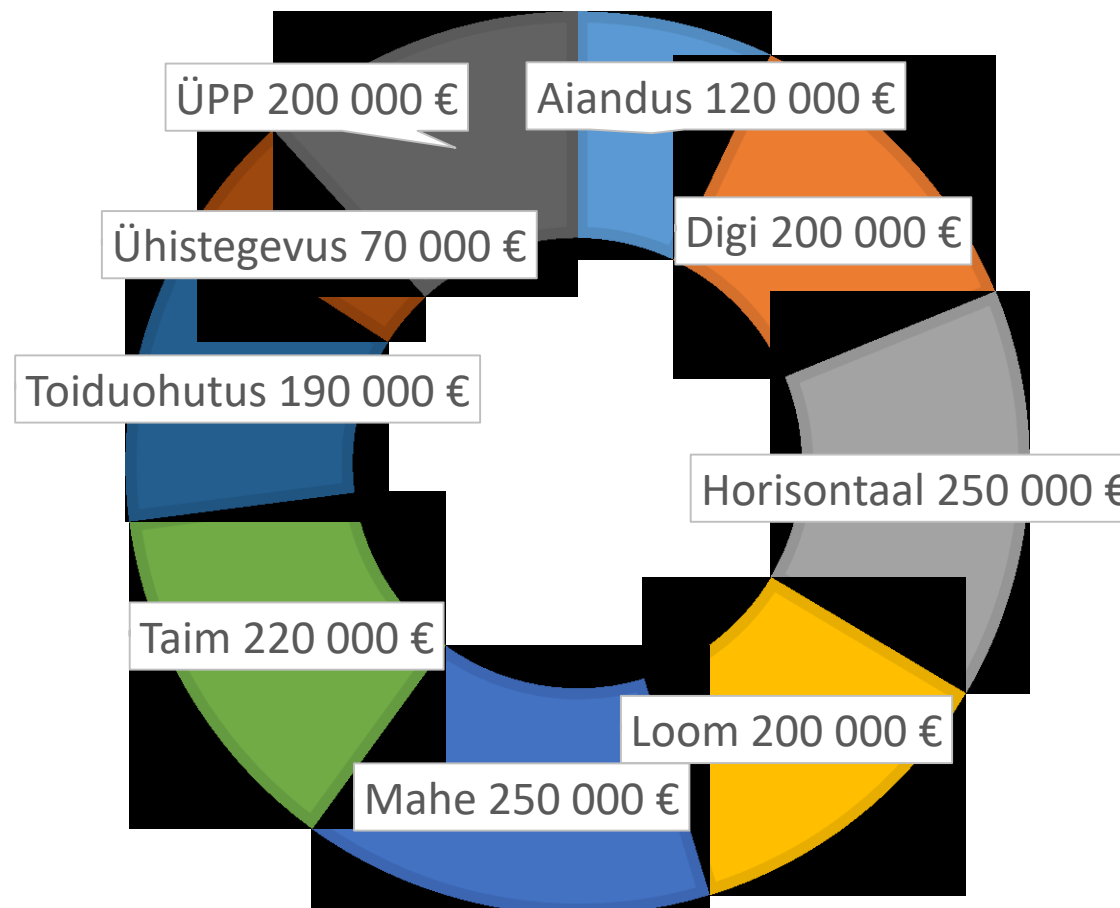 ÜPP 200 000 €
Aiandus 120 000 €
Digi 200 000 €
Ühistegevus 70 000 €
Toiduohutus 190 000 €
Horisontaal 250 000 €
Taim 220 000 €
Loom 200 000 €
Mahe 250 000 €